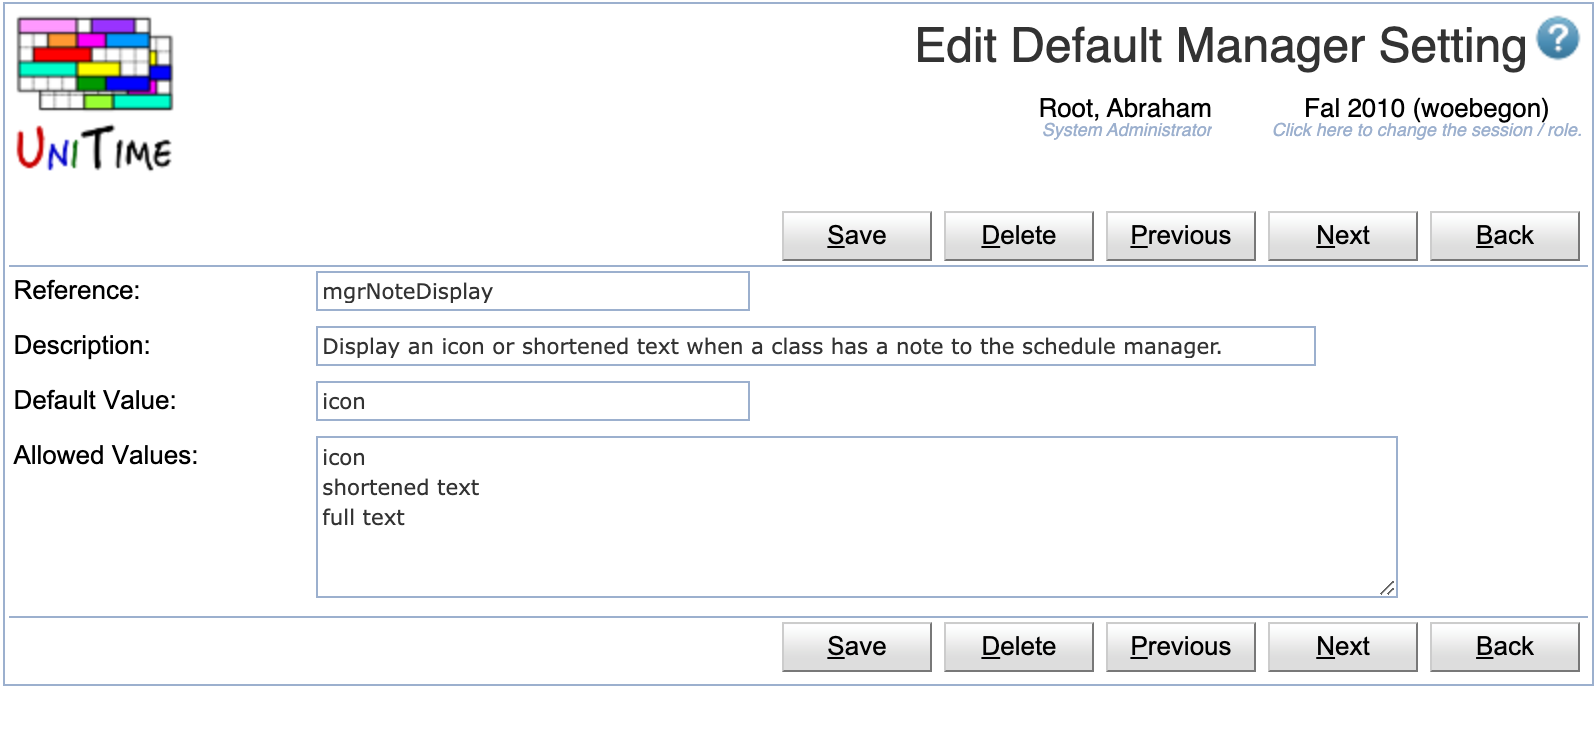 Edit Default Manager Setting ?
UNITIME
Root, Abraham
System Administrator
Fal 2010 (woebegon)
Click here to change the session / role.
Save Delete Previous Next Back
Reference: mgrNoteDisplay
Description: Display an icon or shortened text when a class has a note to the schedule manager.
Default Value: icon
Allowed Values: icon
shortened text
full text
Save Delete Previous Next Back